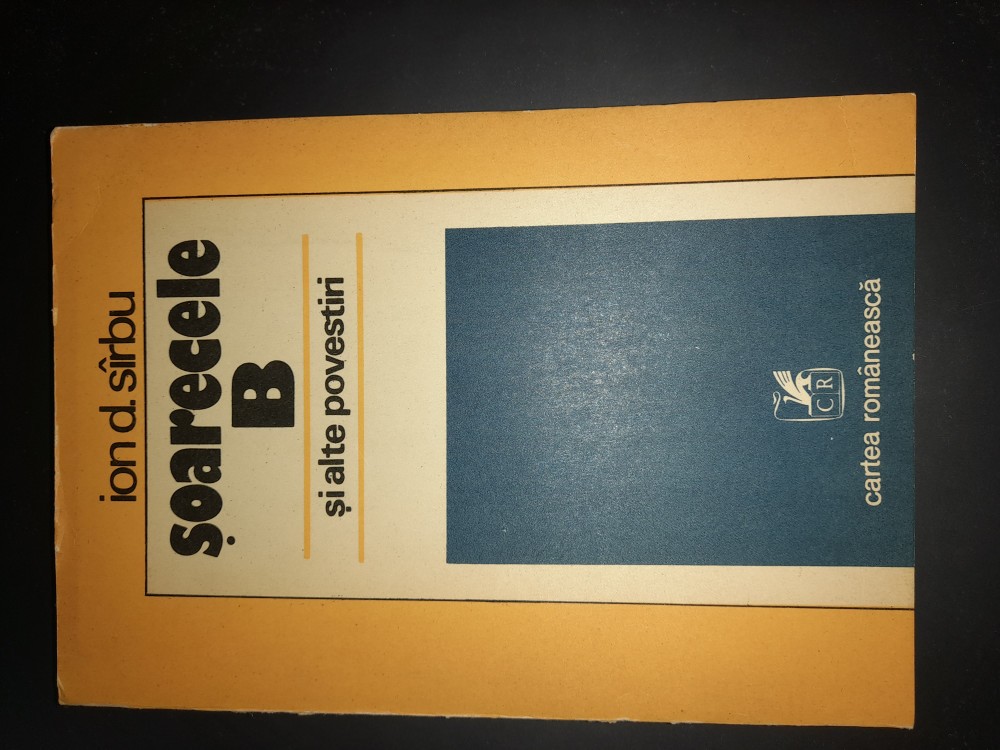 ion d. sîrbu
șoarecele
B
și alte povestiri
CR
cartea românească